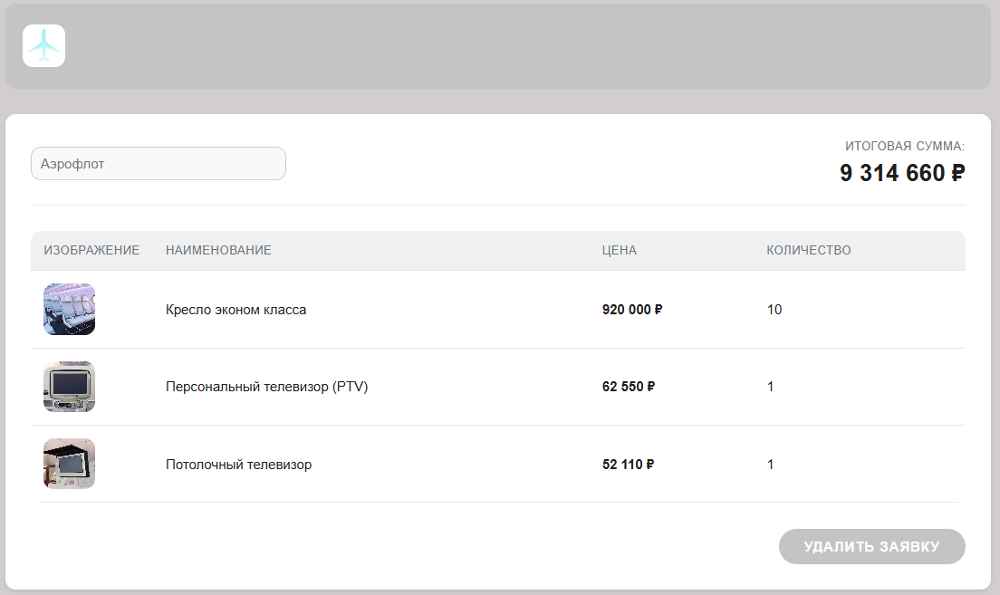 Аэрофлот
ИТОГОВАЯ СУММА:
9 314 660 ₽
ИЗОБРАЖЕНИЕ НАИМЕНОВАНИЕ ЦЕНА КОЛИЧЕСТВО
Кресло эконом класса 920 000 ₽ 10
Персональный телевизор (PTV) 62 550 ₽ 1
Потолочный телевизор 52 110 ₽ 1
УДАЛИТЬ ЗАЯВКУ